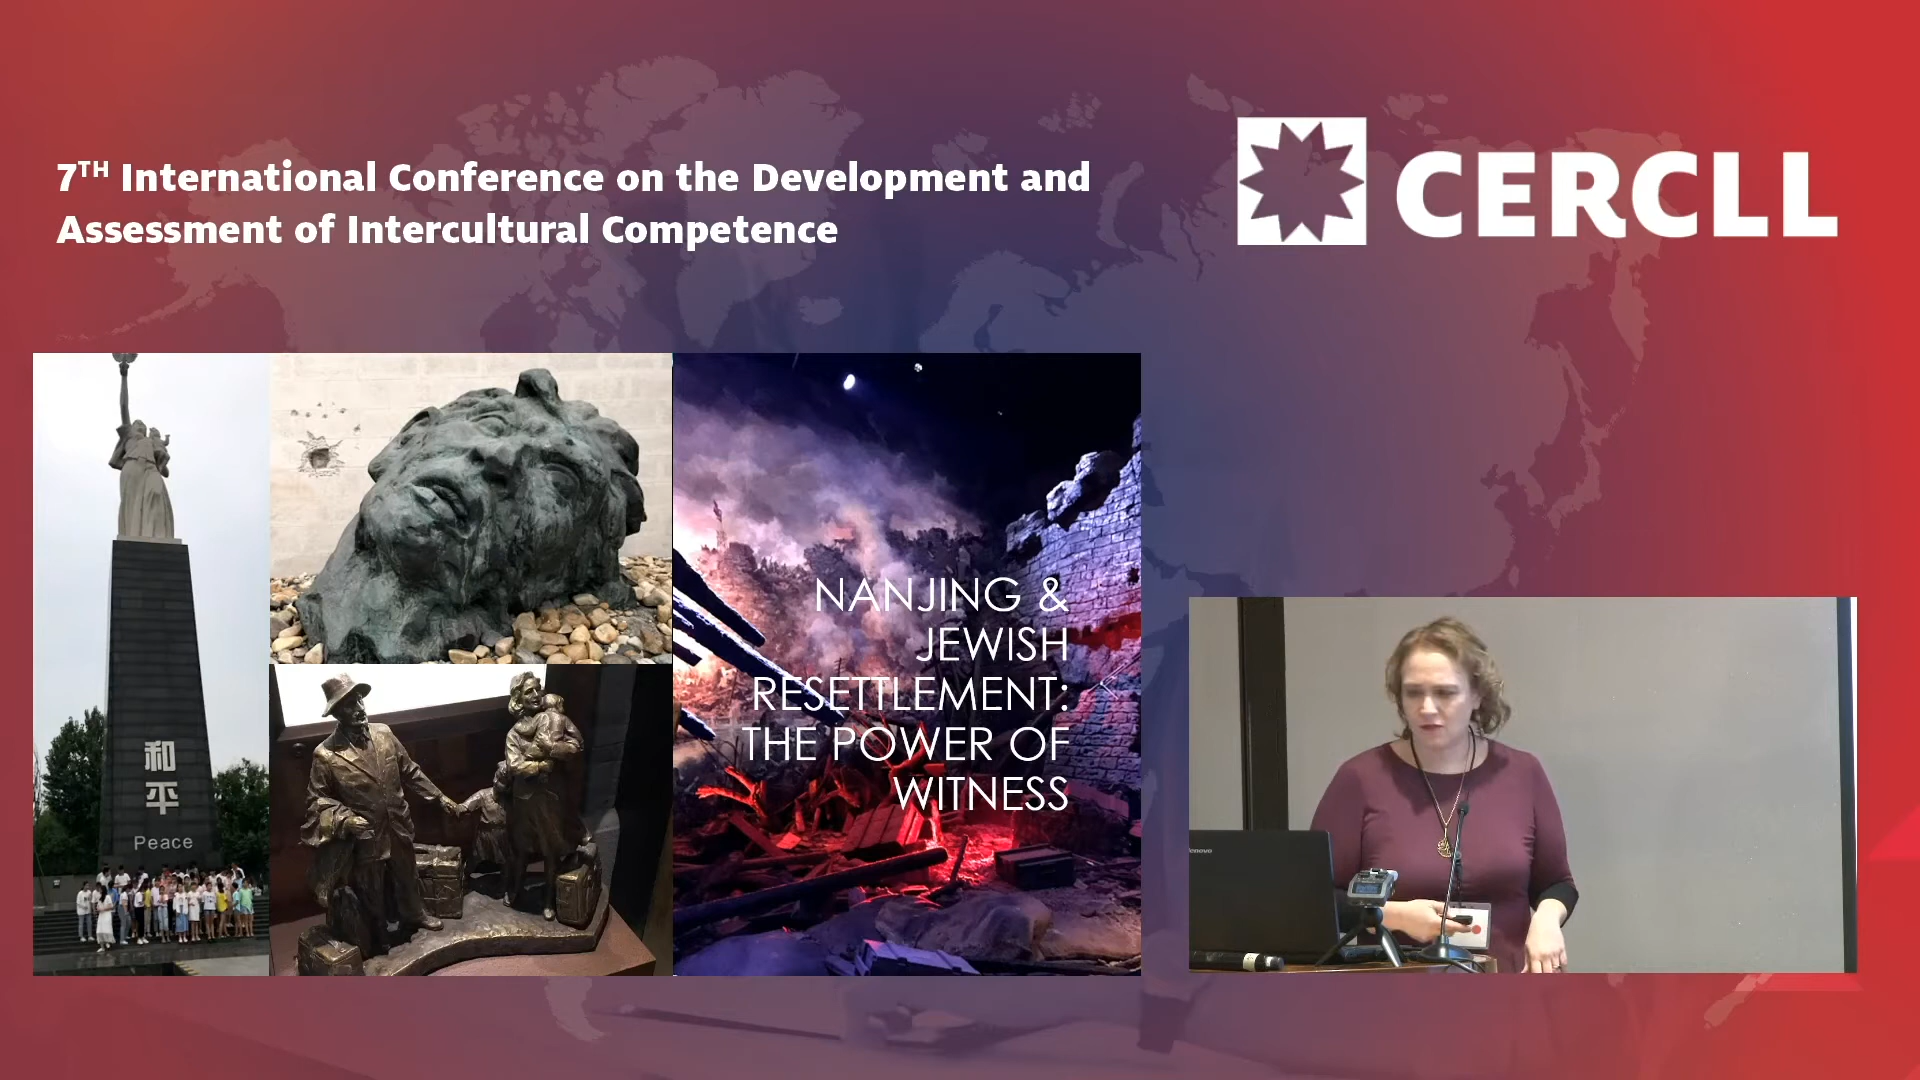 7TH International Conference on the Development and
Assessment of Intercultural Competence
CERCLL
和
平
Peace
NANJING &
JEWISH
RESETTLEMENT:
THE POWER OF
WITNESS
lenovo